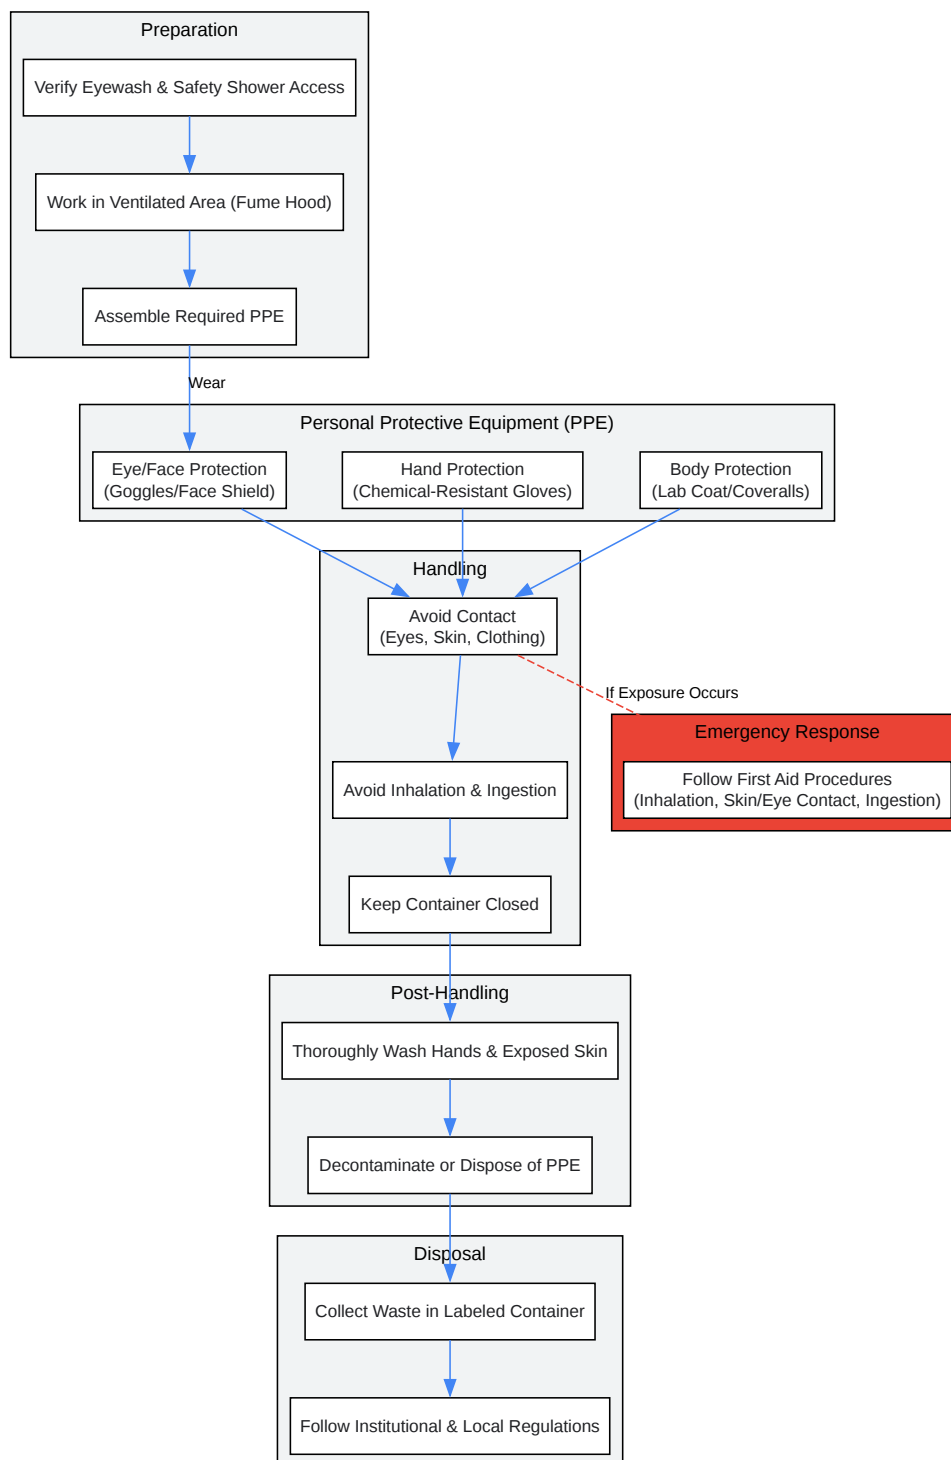 Preparation
Verify Eyewash & Safety Shower Access
Work in Ventilated Area (Fume Hood)
Assemble Required PPE
Wear
Personal Protective Equipment (PPE)
Eye/Face Protection
(Goggles/Face Shield)
Hand Protection
(Chemical-Resistant Gloves)
Body Protection
(Lab Coat/Coveralls)
Handling
Avoid Contact
(Eyes, Skin, Clothing)
If Exposure Occurs
Emergency Response
Follow First Aid Procedures
(Inhalation, Skin/Eye Contact, Ingestion)
Avoid Inhalation & Ingestion
Keep Container Closed
Post-Handling
Thoroughly Wash Hands & Exposed Skin
Decontaminate or Dispose of PPE
Disposal
Collect Waste in Labeled Container
Follow Institutional & Local Regulations